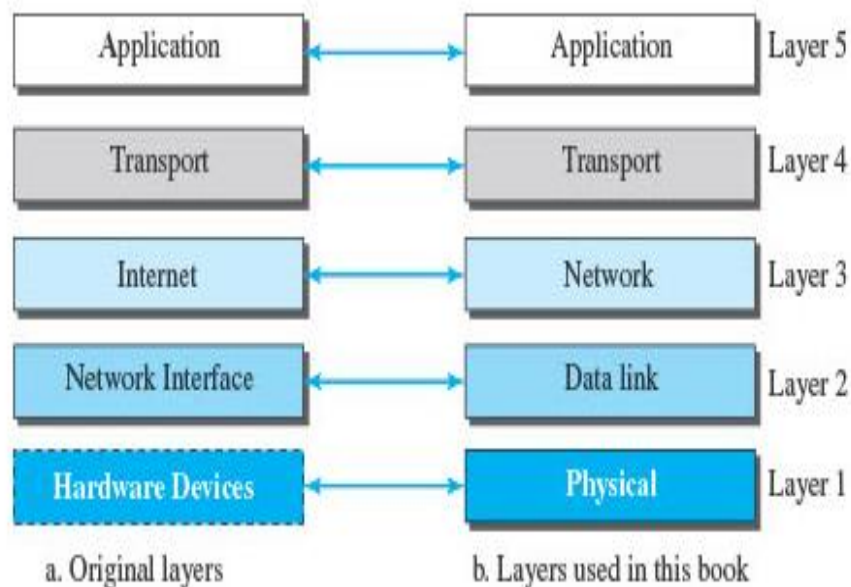 Application Application Layer 5
Transport Transport Layer 4
Internet Network Layer 3
Network Interface Data link Layer 2
Hardware Devices Physical Layer 1
a. Original layers b. Layers used in this book